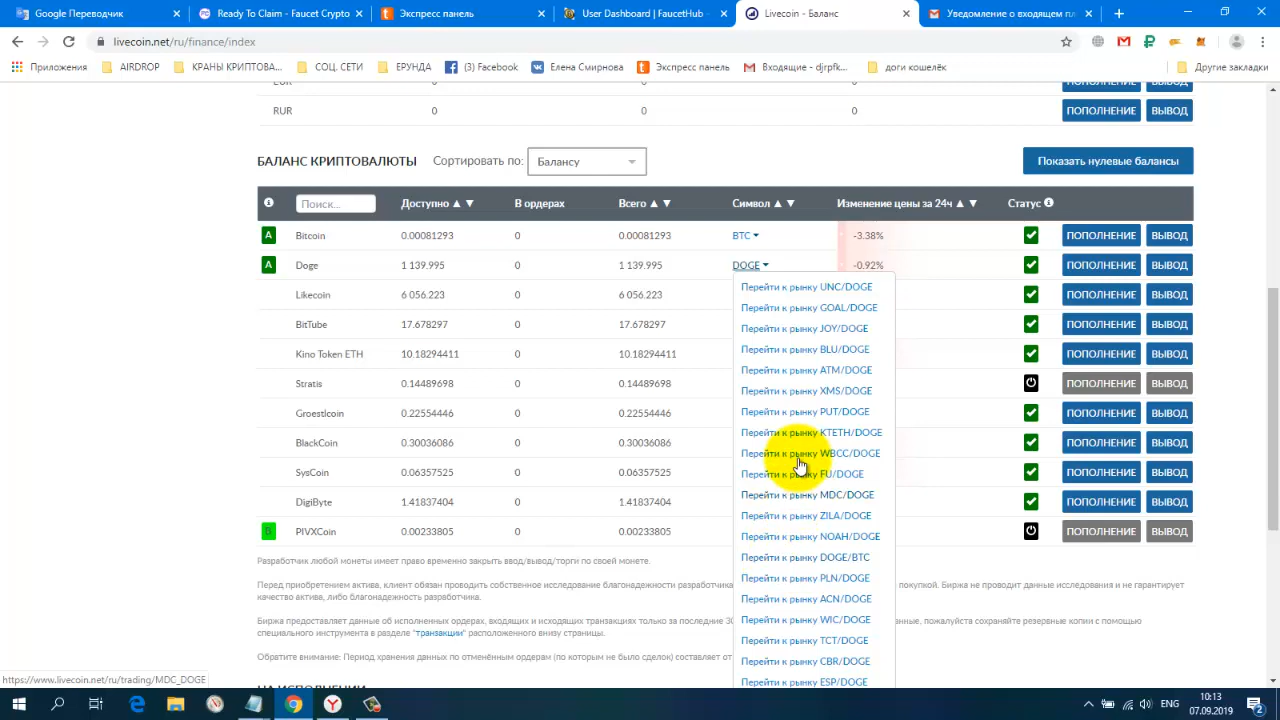 Google Переводчик
Ready To Claim - Faucet Crypto
Экспресс панель
User Dashboard | FaucetHub -
Livecoin - Баланс
Уведомление о входящем пл
livecoin.net/ru/finance/index
Приложения
AIRDROP
КРАНЫ КРИПТОВА...
СОЦ. СЕТИ
ЕРУНДА
(3) Facebook
Елена Смирнова
Экспресс панель
Входящие - djrpfk...
доги кошелёк
Другие закладки
EUR 0 0 0 ПОПОЛНЕНИЕ ВЫВОД
RUR 0 0 0 ПОПОЛНЕНИЕ ВЫВОД
БАЛАНС КРИПТОВАЛЮТЫ Сортировать по: Балансу Показать нулевые балансы
Поиск... Доступно ▲ ▼ В ордерах Всего ▲ ▼ Символ ▲ ▼ Изменение цены за 24ч ▲ ▼ Статус
A Bitcoin 0.00081293 0 0.00081293 BTC -3.38% ПОПОЛНЕНИЕ ВЫВОД
A Doge 1 139.995 0 1 139.995 DOGE -0.92% ПОПОЛНЕНИЕ ВЫВОД
Likecoin 6 056.223 0 6 056.223 ПОПОЛНЕНИЕ ВЫВОД
BitTube 17.678297 0 17.678297 ПОПОЛНЕНИЕ ВЫВОД
Kino Token ETH 10.18294411 0 10.18294411 ПОПОЛНЕНИЕ ВЫВОД
Stratis 0.14489698 0 0.14489698 ПОПОЛНЕНИЕ ВЫВОД
Groestlcoin 0.22554446 0 0.22554446 ПОПОЛНЕНИЕ ВЫВОД
BlackCoin 0.30036086 0 0.30036086 ПОПОЛНЕНИЕ ВЫВОД
SysCoin 0.06357525 0 0.06357525 ПОПОЛНЕНИЕ ВЫВОД
DigiByte 1.41837404 0 1.41837404 ПОПОЛНЕНИЕ ВЫВОД
PIVXCoin 0.00233805 0 0.00233805 ПОПОЛНЕНИЕ ВЫВОД
Перейти к рынку UNC/DOGE
Перейти к рынку GOAL/DOGE
Перейти к рынку JOY/DOGE
Перейти к рынку BLU/DOGE
Перейти к рынку ATM/DOGE
Перейти к рынку XMS/DOGE
Перейти к рынку PUT/DOGE
Перейти к рынку KTETH/DOGE
Перейти к рынку WBCC/DOGE
Перейти к рынку FU/DOGE
Перейти к рынку MDC/DOGE
Перейти к рынку ZILA/DOGE
Перейти к рынку NOAH/DOGE
Перейти к рынку DOGE/BTC
Перейти к рынку PLN/DOGE
Перейти к рынку ACN/DOGE
Перейти к рынку WIC/DOGE
Перейти к рынку TCT/DOGE
Перейти к рынку CBR/DOGE
Перейти к рынку ESP/DOGE
Разработчик любой монеты имеет право временно закрыть ввод/вывод/торги по своей монете.
Перед приобретением актива, клиент обязан проводить собственное исследование благонадежности разработчика покупкой. Биржа не проводит данные исследования и не гарантирует
качество актива, либо благонадежность разработчика.
Биржа предоставляет данные об исполненных ордерах, входящих и исходящих транзакциях только за последние 30 данные, пожалуйста сохраняйте резервные копии с помощью
специального инструмента в разделе "транзакции" расположенного внизу страницы.
Обратите внимание: Период хранения данных по отменённым ордерам (по которым не было сделок) составляет от
НА ИСПОЛНЕНИИ
https://www.livecoin.net/ru/trading/MDC_DOGE
ENG
10:13
07.09.2019
2